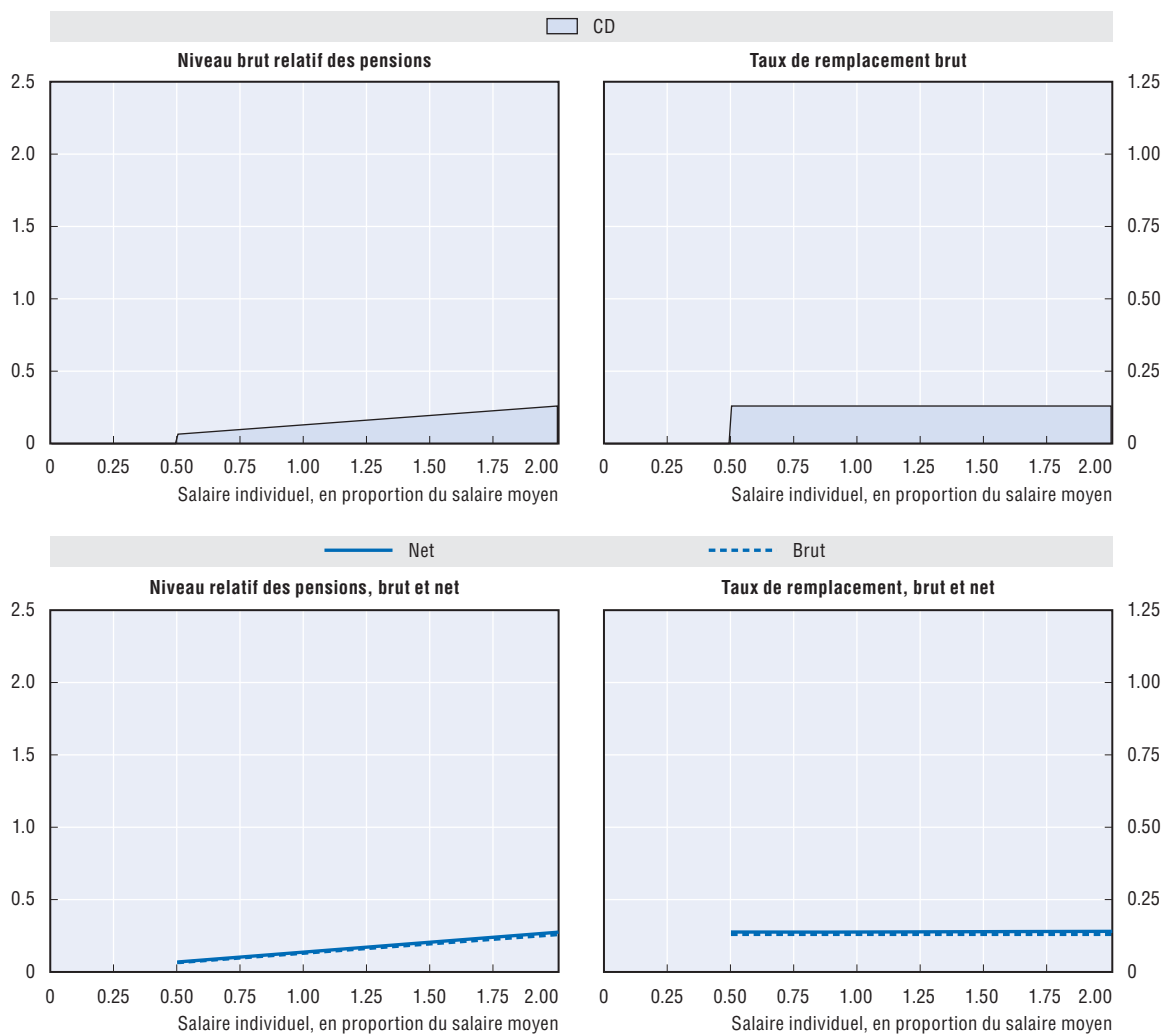 CD
Niveau brut relatif des pensions
Taux de remplacement brut
2.5
2.0
1.5
1.0
0.5
0
1.25
1.00
0.75
0.50
0.25
0
0 0.25 0.50 0.75 1.00 1.25 1.50 1.75 2.00
0 0.25 0.50 0.75 1.00 1.25 1.50 1.75 2.00
Salaire individuel, en proportion du salaire moyen
Salaire individuel, en proportion du salaire moyen
Net
Brut
Niveau relatif des pensions, brut et net
Taux de remplacement, brut et net
2.5
2.0
1.5
1.0
0.5
0
1.25
1.00
0.75
0.50
0.25
0
0 0.25 0.50 0.75 1.00 1.25 1.50 1.75 2.00
0 0.25 0.50 0.75 1.00 1.25 1.50 1.75 2.00
Salaire individuel, en proportion du salaire moyen
Salaire individuel, en proportion du salaire moyen